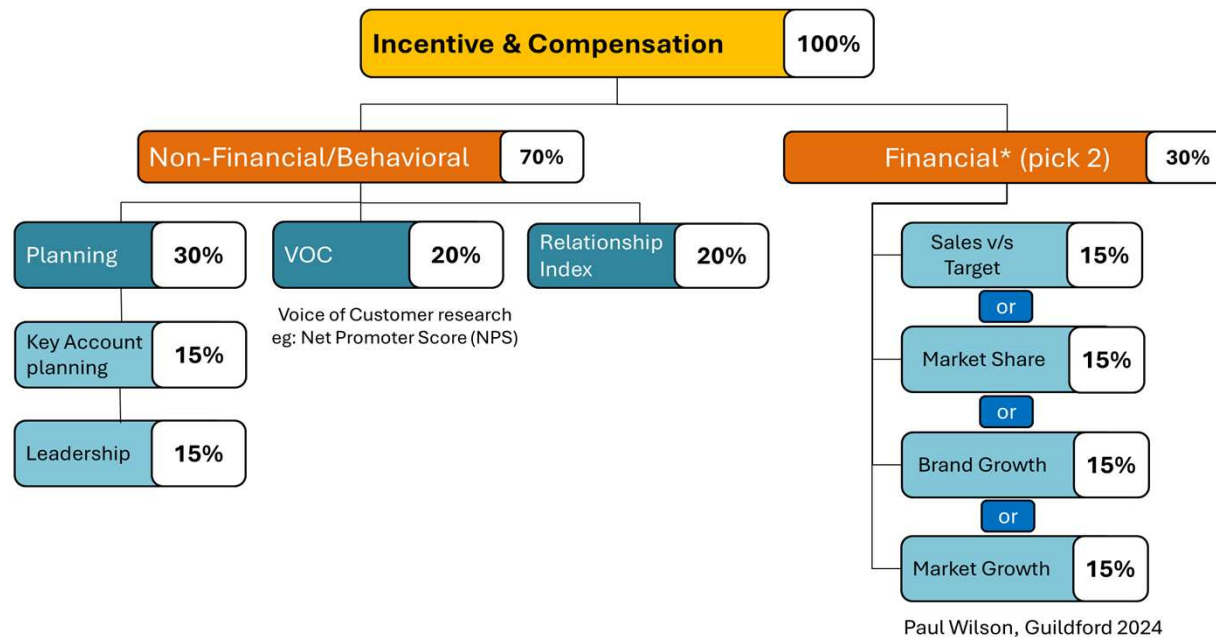 Incentive & Compensation 100%
Non-Financial/Behavioral 70%
Financial* (pick 2) 30%
Planning 30%
VOC 20%
Relationship
Index 20%
Voice of Customer research
eg: Net Promoter Score (NPS)
Key Account
planning 15%
Leadership 15%
Sales v/s
Target 15%
or
Market Share 15%
or
Brand Growth 15%
or
Market Growth 15%
Paul Wilson, Guildford 2024